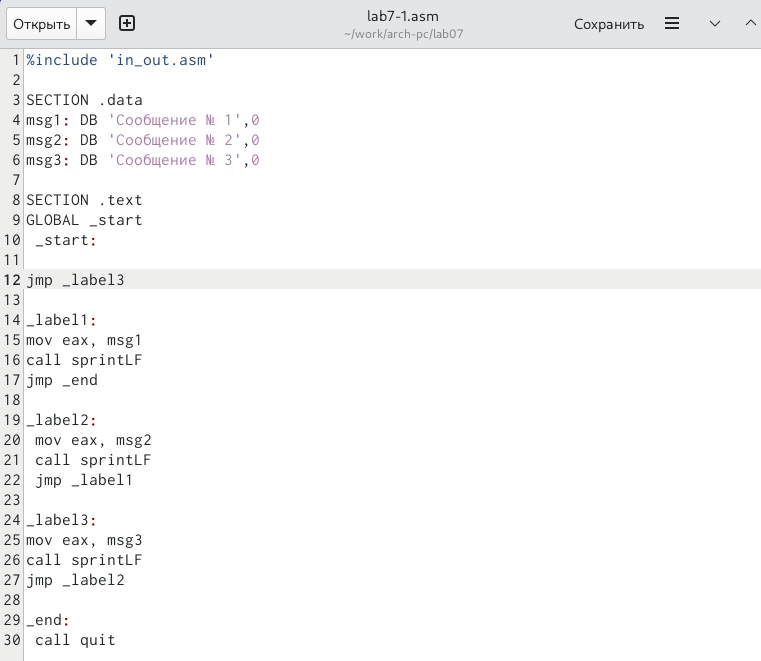 Открыть
lab7-1.asm
~/work/arch-pc/lab07
Сохранить
1 %include 'in_out.asm'
2
3 SECTION .data
4 msg1: DB 'Сообщение № 1',0
5 msg2: DB 'Сообщение № 2',0
6 msg3: DB 'Сообщение № 3',0
7
8 SECTION .text
9 GLOBAL _start
10  _start:
11
12 jmp _label3
13
14 _label1:
15 mov eax, msg1
16 call sprintLF
17 jmp _end
18
19 _label2:
20  mov eax, msg2
21  call sprintLF
22  jmp _label1
23
24 _label3:
25 mov eax, msg3
26 call sprintLF
27 jmp _label2
28
29 _end:
30  call quit